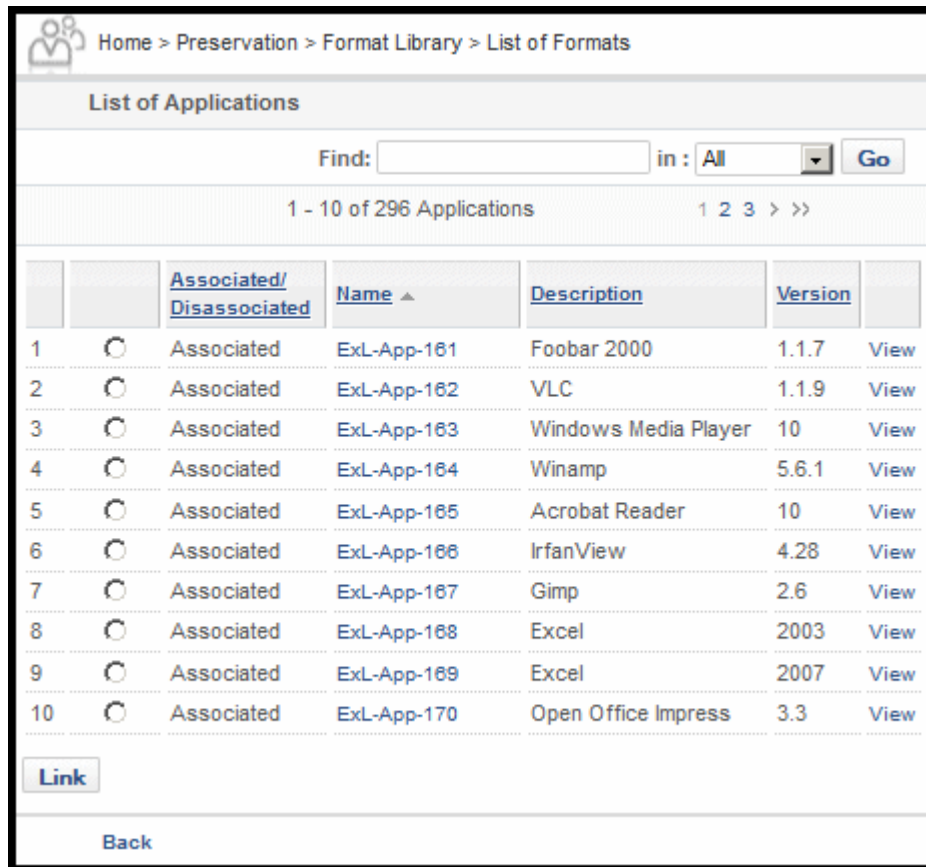 Home > Preservation > Format Library > List of Formats
List of Applications
Find: in : All Go
1 - 10 of 296 Applications 1 2 3 > >>
Associated/ Disassociated Name Description Version
1 Associated ExL-App-161 Foobar 2000 1.1.7 View
2 Associated ExL-App-162 VLC 1.1.9 View
3 Associated ExL-App-163 Windows Media Player 10 View
4 Associated ExL-App-164 Winamp 5.6.1 View
5 Associated ExL-App-165 Acrobat Reader 10 View
6 Associated ExL-App-166 IrfanView 4.28 View
7 Associated ExL-App-167 Gimp 2.6 View
8 Associated ExL-App-168 Excel 2003 View
9 Associated ExL-App-169 Excel 2007 View
10 Associated ExL-App-170 Open Office Impress 3.3 View
Link
Back